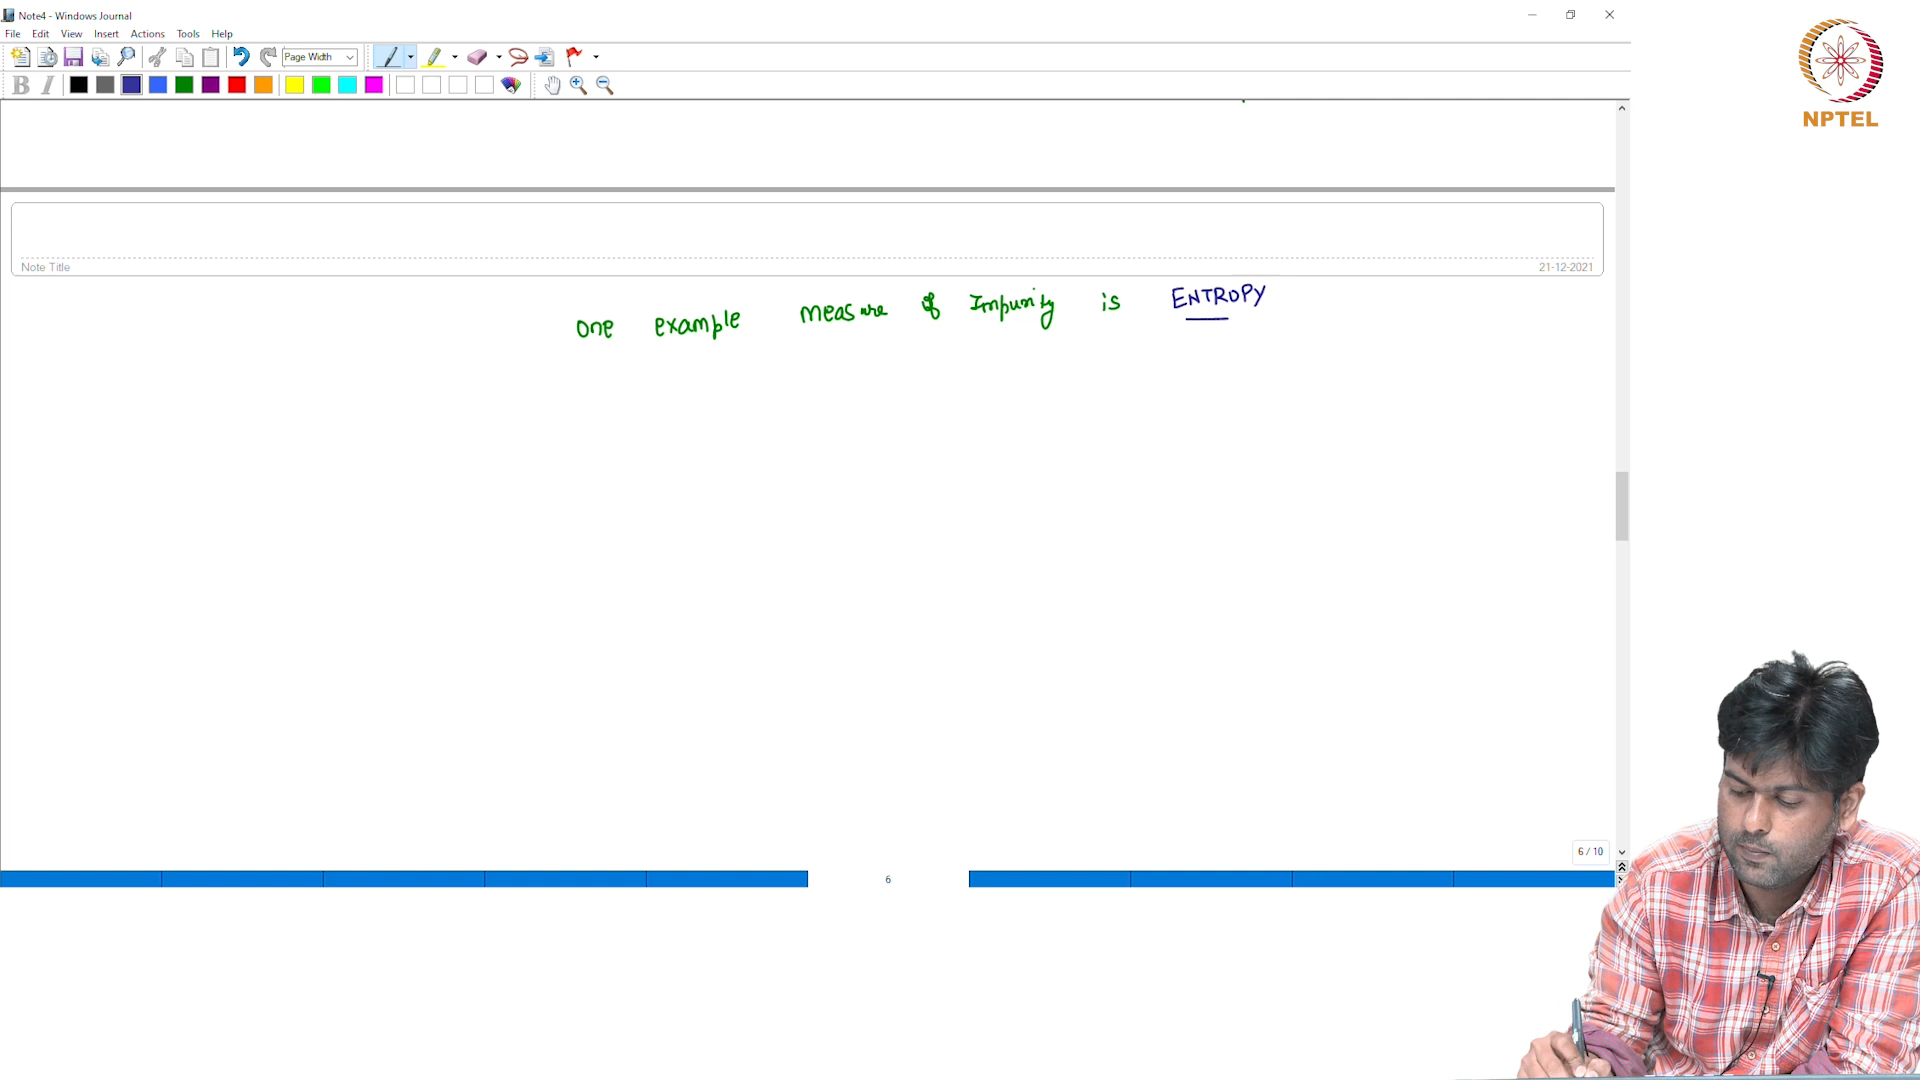 Note4 - Windows Journal
File Edit View Insert Actions Tools Help
Page Width
B I
NPTEL
Note Title
21-12-2021
One example measure of Impurity is ENTROPY
6 / 10
6